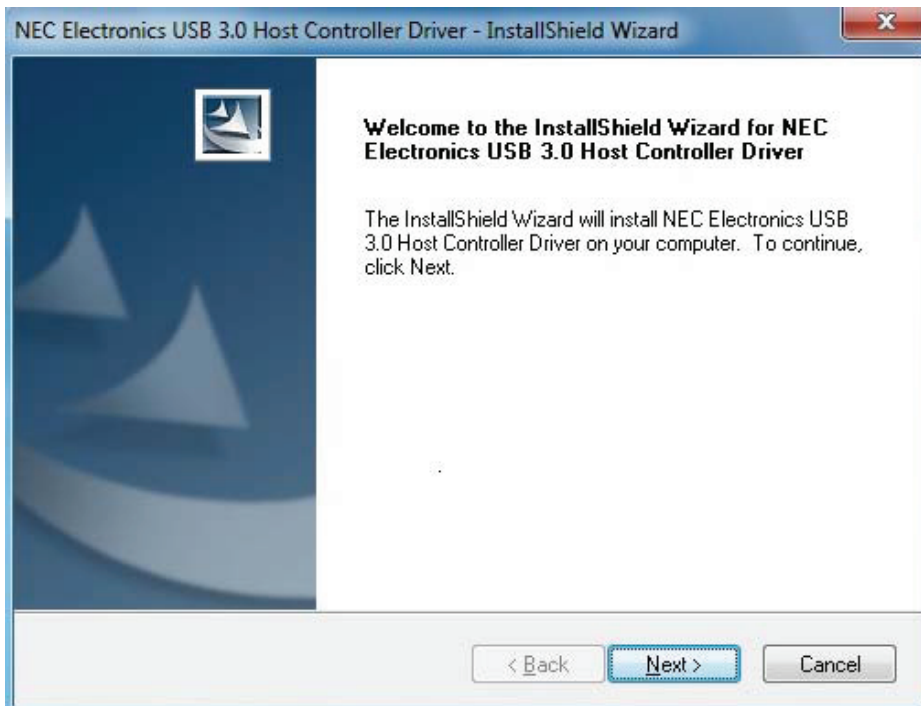 NEC Electronics USB 3.0 Host Controller Driver - InstallShield Wizard
Welcome to the InstallShield Wizard for NEC
Electronics USB 3.0 Host Controller Driver
The InstallShield Wizard will install NEC Electronics USB
3.0 Host Controller Driver on your computer. To continue,
click Next.
< Back Next > Cancel